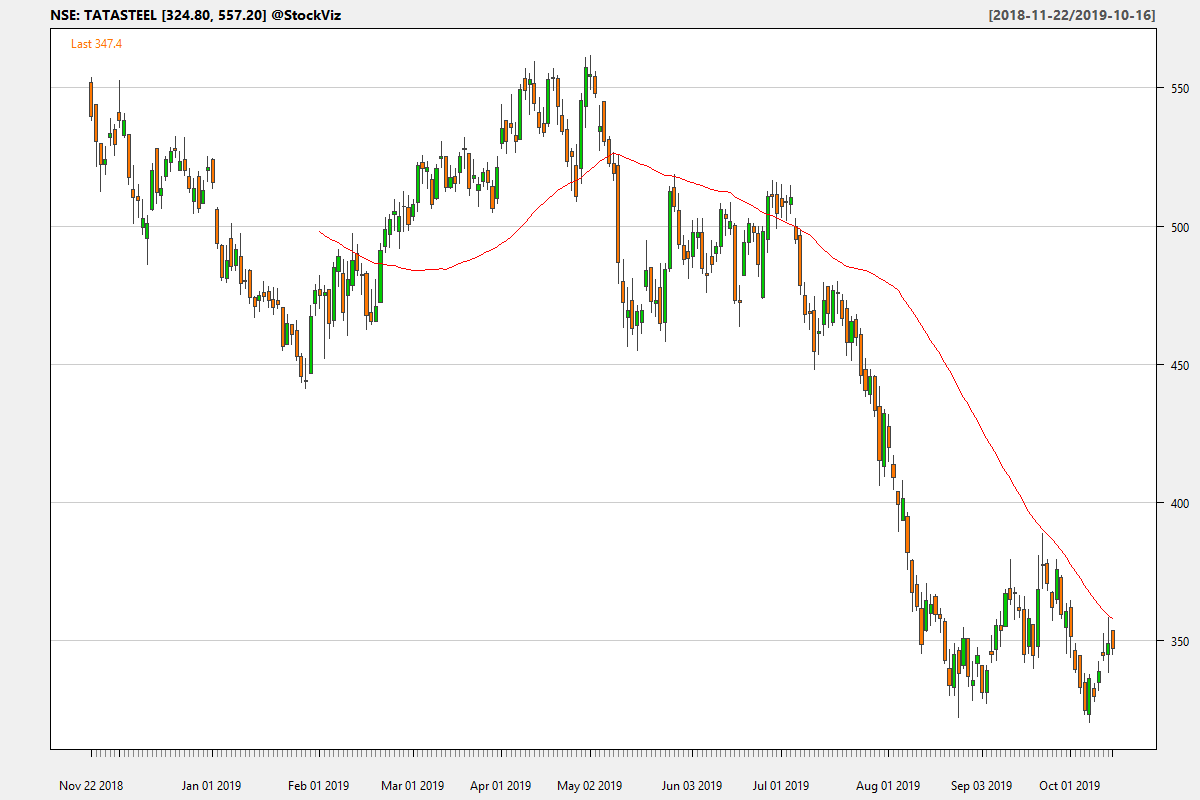 NSE: TATASTEEL [324.80, 557.20] @StockViz
[2018-11-22/2019-10-16]
Last 347.4
550
500
450
400
350
Nov 22 2018
Jan 01 2019
Feb 01 2019
Mar 01 2019
Apr 01 2019
May 02 2019
Jun 03 2019
Jul 01 2019
Aug 01 2019
Sep 03 2019
Oct 01 2019